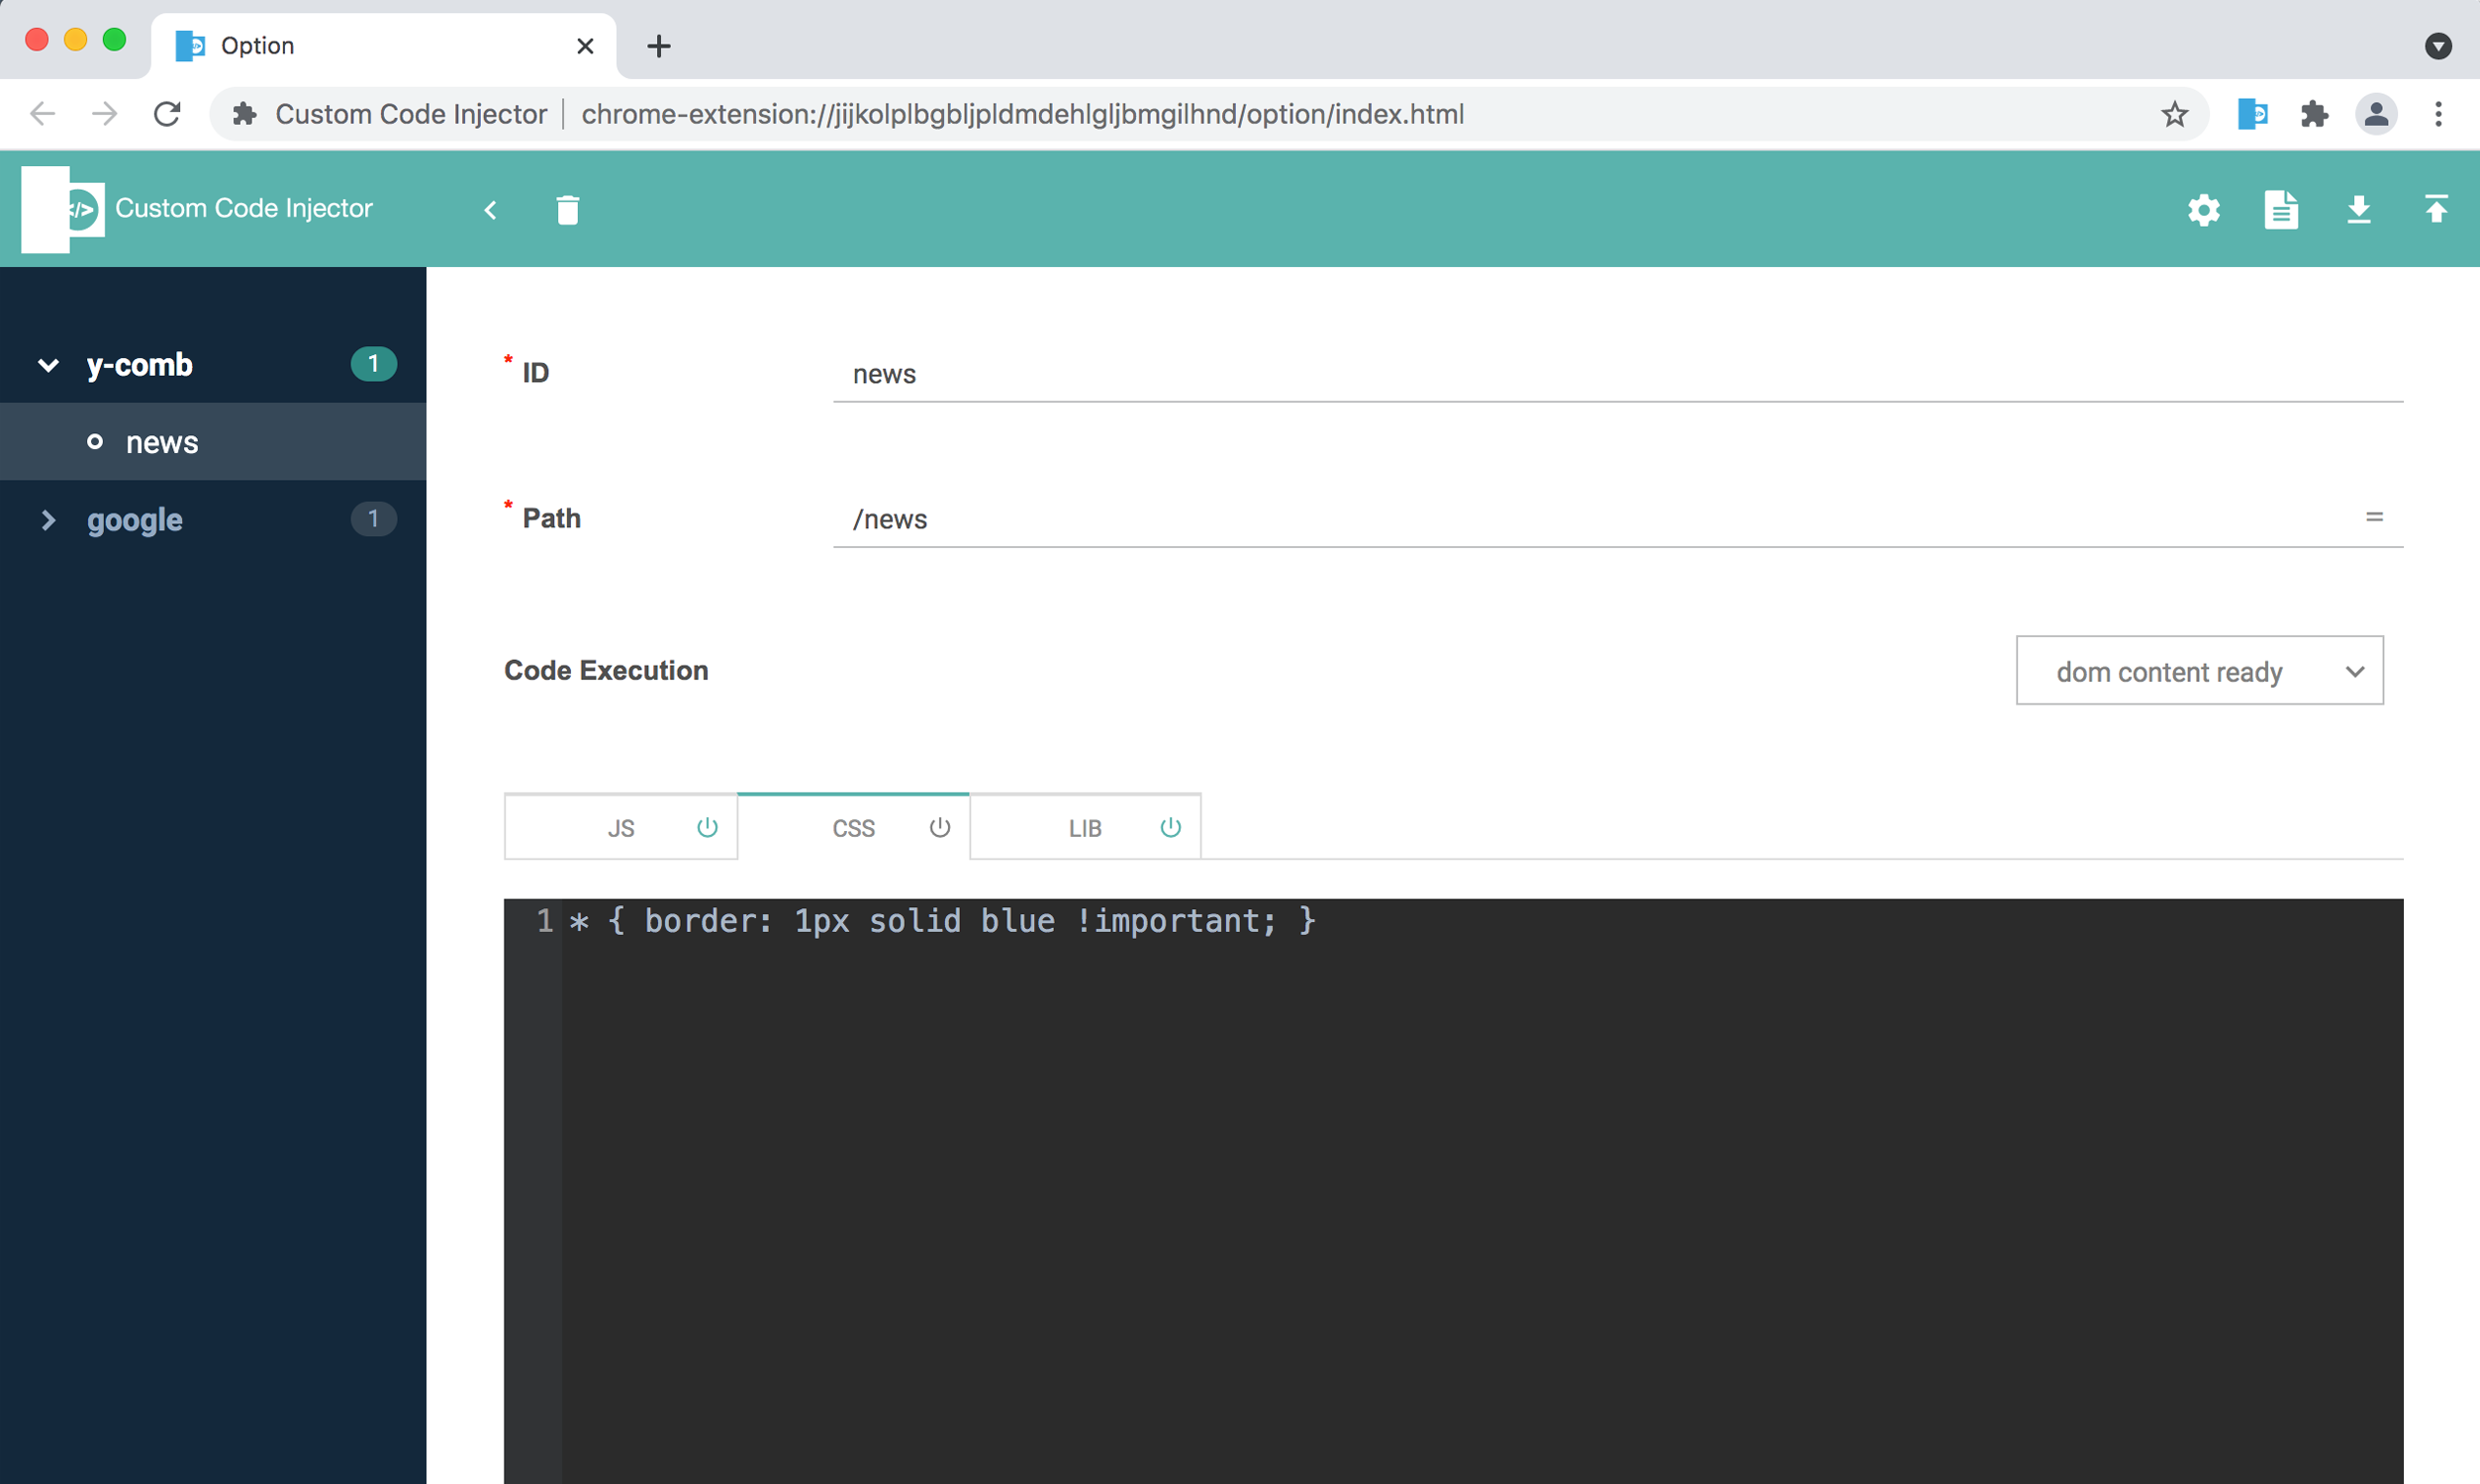 Option
Custom Code Injector | chrome-extension://jijkolplbgbljpldmdehlgljbmgilhnd/option/index.html
</> Custom Code Injector
y-comb 1
news
google 1
* ID news
* Path /news =
Code Execution dom content ready
JS CSS LIB
1 * { border: 1px solid blue !important; }